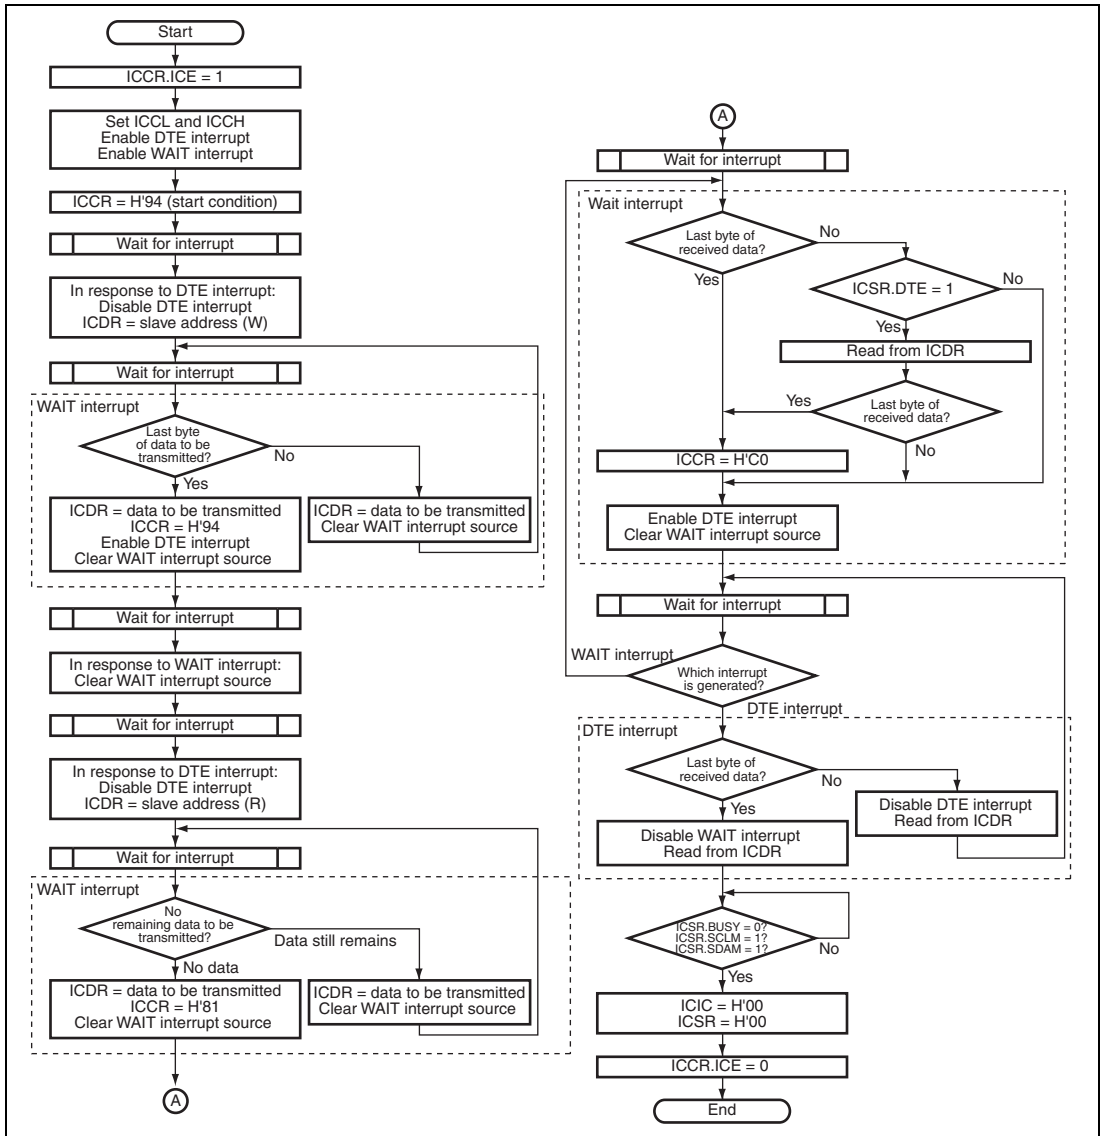 Start
ICCR.ICE = 1
Set ICCL and ICCH
Enable DTE interrupt
Enable WAIT interrupt
ICCR = H'94 (start condition)
Wait for interrupt
In response to DTE interrupt:
Disable DTE interrupt
ICDR = slave address (W)
Wait for interrupt
WAIT interrupt
Last byte
of data to be
transmitted?
No
Yes
ICDR = data to be transmitted
ICCR = H'94
Enable DTE interrupt
Clear WAIT interrupt source
ICDR = data to be transmitted
Clear WAIT interrupt source
Wait for interrupt
In response to WAIT interrupt:
Clear WAIT interrupt source
Wait for interrupt
In response to DTE interrupt:
Disable DTE interrupt
ICDR = slave address (R)
Wait for interrupt
WAIT interrupt
No
remaining data to be
transmitted?
Data still remains
No data
ICDR = data to be transmitted
ICCR = H'81
Clear WAIT interrupt source
ICDR = data to be transmitted
Clear WAIT interrupt source
A
A
Wait for interrupt
Wait interrupt
Last byte of
received data?
No
Yes
ICSR.DTE = 1
No
Yes
Read from ICDR
Last byte of
received data?
Yes
No
ICCR = H'C0
Enable DTE interrupt
Clear WAIT interrupt source
Wait for interrupt
WAIT interrupt
Which interrupt
is generated?
DTE interrupt
DTE interrupt
Last byte of
received data?
No
Yes
Disable DTE interrupt
Read from ICDR
Disable WAIT interrupt
Read from ICDR
ICSR.BUSY = 0?
ICSR.SCLM = 1?
ICSR.SDAM = 1?
No
Yes
ICIC = H'00
ICSR = H'00
ICCR.ICE = 0
End